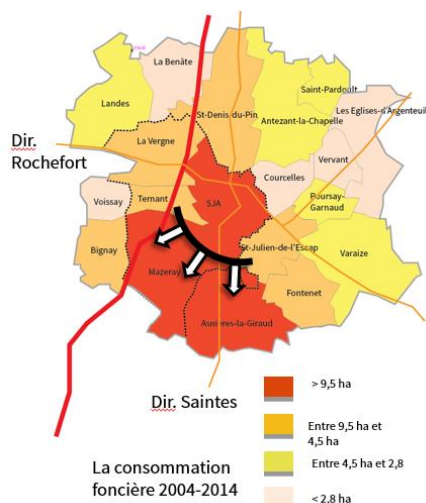 La Benâte
Landes
Saint-Pardoult
Les Eglises-d'Argenteuil
St-Denis-du-Pin
Antezant-la-Chapelle
Dir.
Rochefort
La Vergne
Vervant
Courcelles
Voissay
Ternant
SJA
Poursay-
Garnaud
Bignay
St-Julien-de-l'Escap
Varaize
Mazeray
Fontenet
Asnières-la-Giraud
Dir. Saintes
> 9,5 ha
Entre 9,5 ha et
4,5 ha
Entre 4,5 ha et 2,8
< 2,8 ha
La consommation
foncière 2004-2014